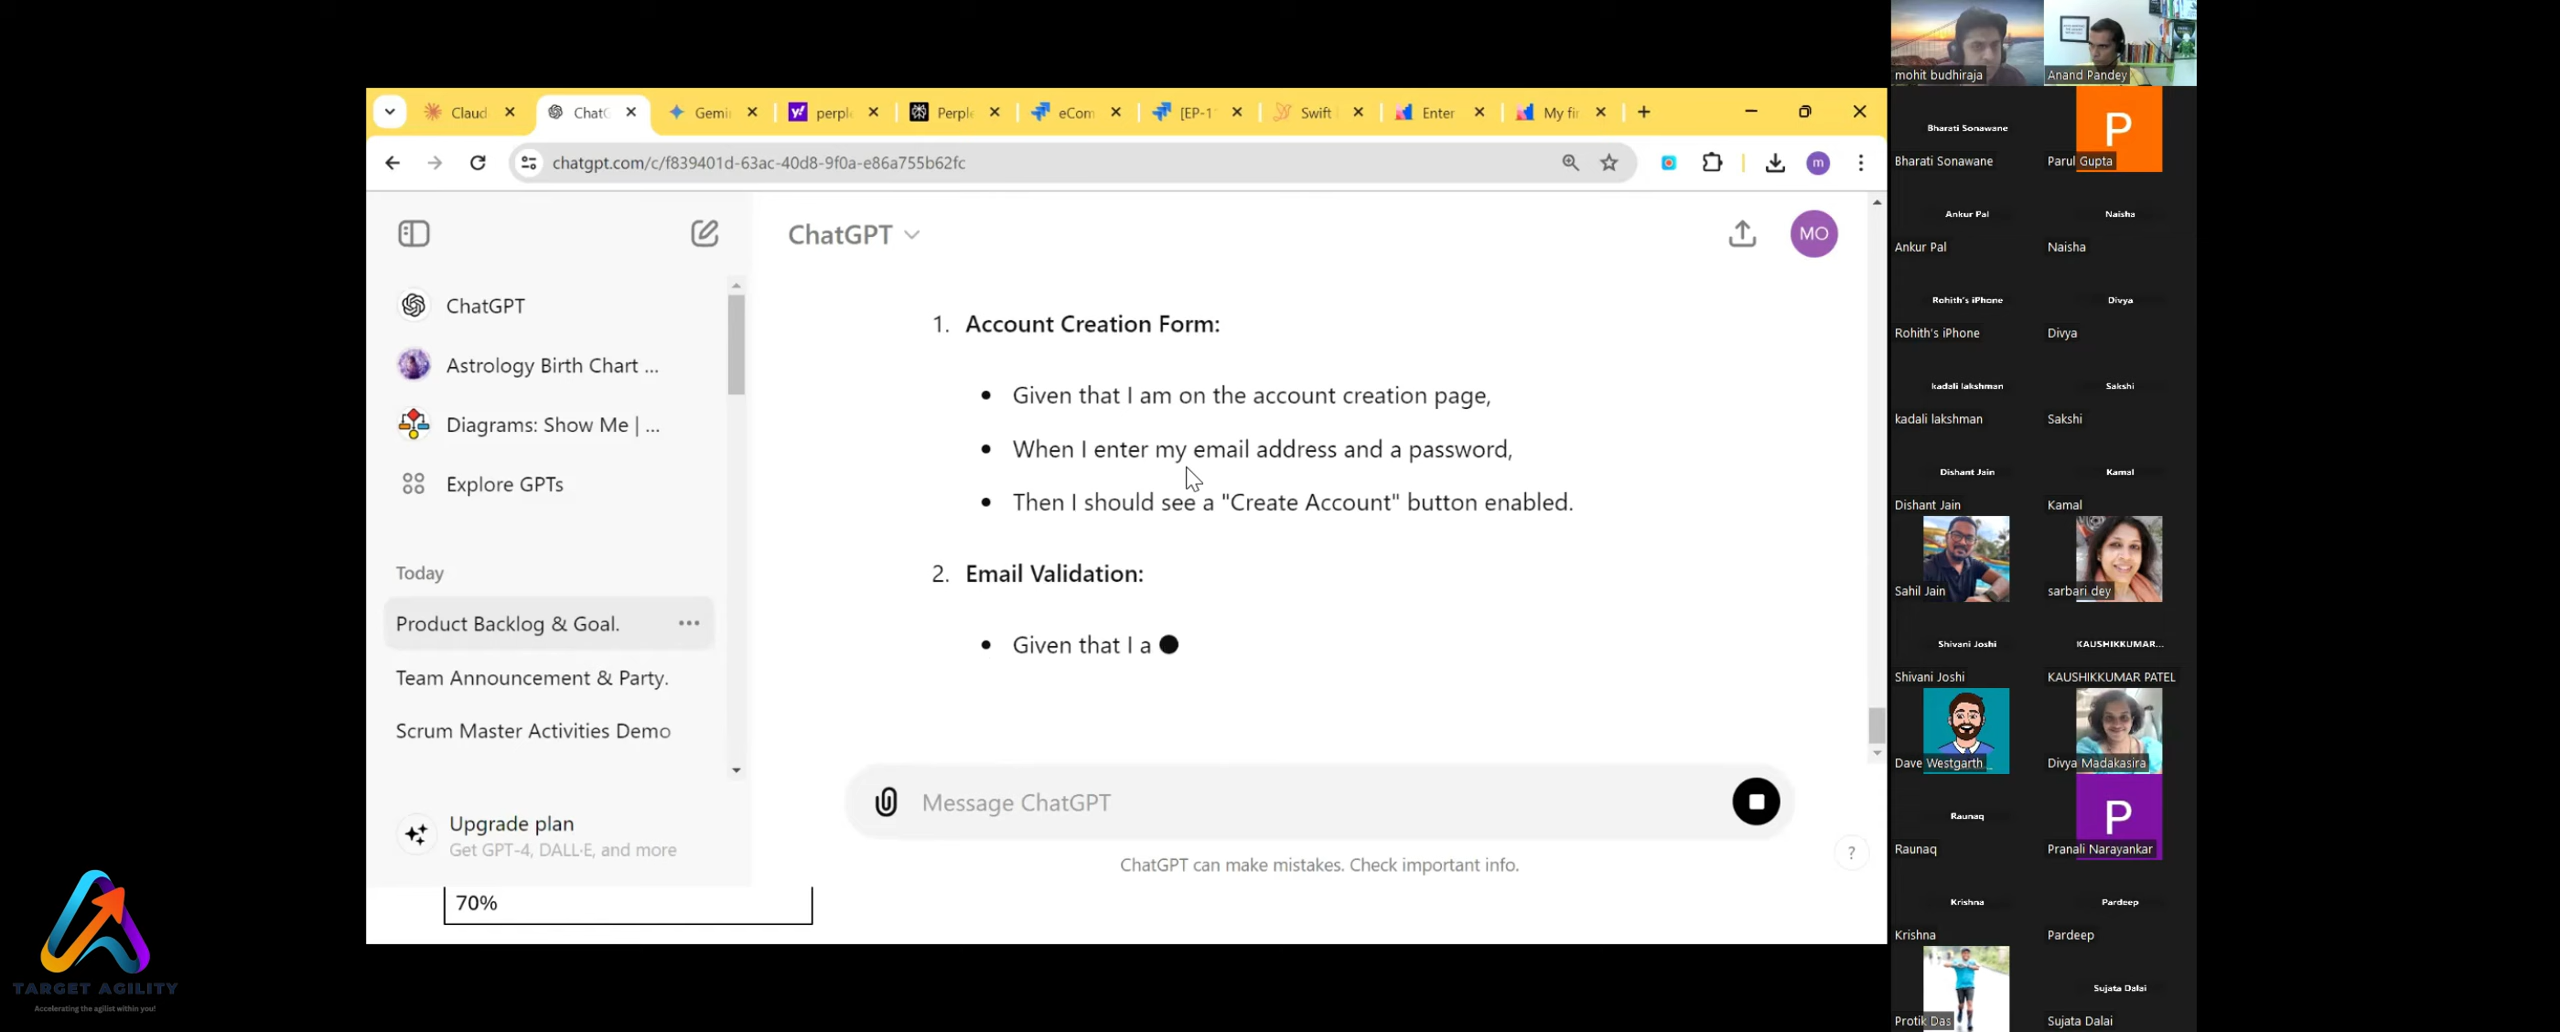 Claud
ChatG
Gemi
perple
Perple
eCom
[EP-1
Swift
Enter
My fir
chatgpt.com/c/f839401d-63ac-40d8-9f0a-e86a755b62fc
m
ChatGPT
MO
ChatGPT
Astrology Birth Chart ...
Diagrams: Show Me | ...
Explore GPTs
Today
Product Backlog & Goal.
Team Announcement & Party.
Scrum Master Activities Demo
Upgrade plan
Get GPT-4, DALL·E, and more
1. Account Creation Form:
• Given that I am on the account creation page,
• When I enter my email address and a password,
• Then I should see a "Create Account" button enabled.
2. Email Validation:
• Given that I a
Message ChatGPT
ChatGPT can make mistakes. Check important info.
?
70%
TARGET AGILITY
Accelerating the agilist within you!
mohit budhiraja
Anand Pandey
Bharati Sonawane
Bharati Sonawane
P
Parul Gupta
Ankur Pal
Naisha
Ankur Pal
Naisha
Rohith's iPhone
Divya
Rohith's iPhone
Divya
kadali lakshman
Sakshi
kadali lakshman
Sakshi
Dishant Jain
Kamal
Dishant Jain
Kamal
Sahil Jain
sarbari dey
Shivani Joshi
KAUSHIKKUMAR...
Shivani Joshi
KAUSHIKKUMAR PATEL
Dave Westgarth
Divya Madakasira
Raunaq
P
Raunaq
Pranali Narayankar
Krishna
Pardeep
Krishna
Pardeep
Protik Das
Sujata Dalai
Sujata Dalai